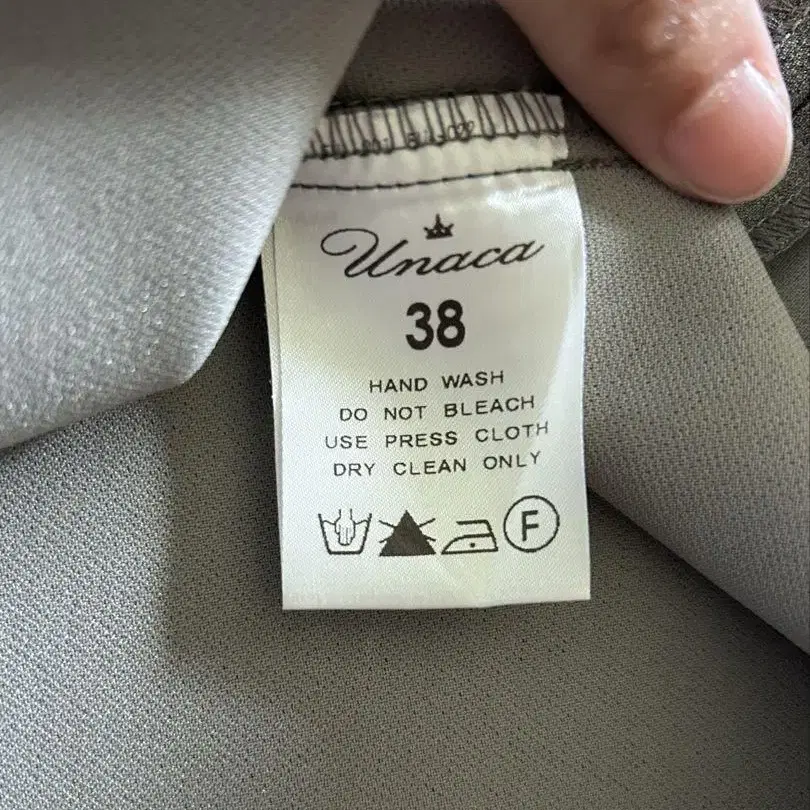 Unaca
38
HAND WASH
DO NOT BLEACH
USE PRESS CLOTH
DRY CLEAN ONLY
F